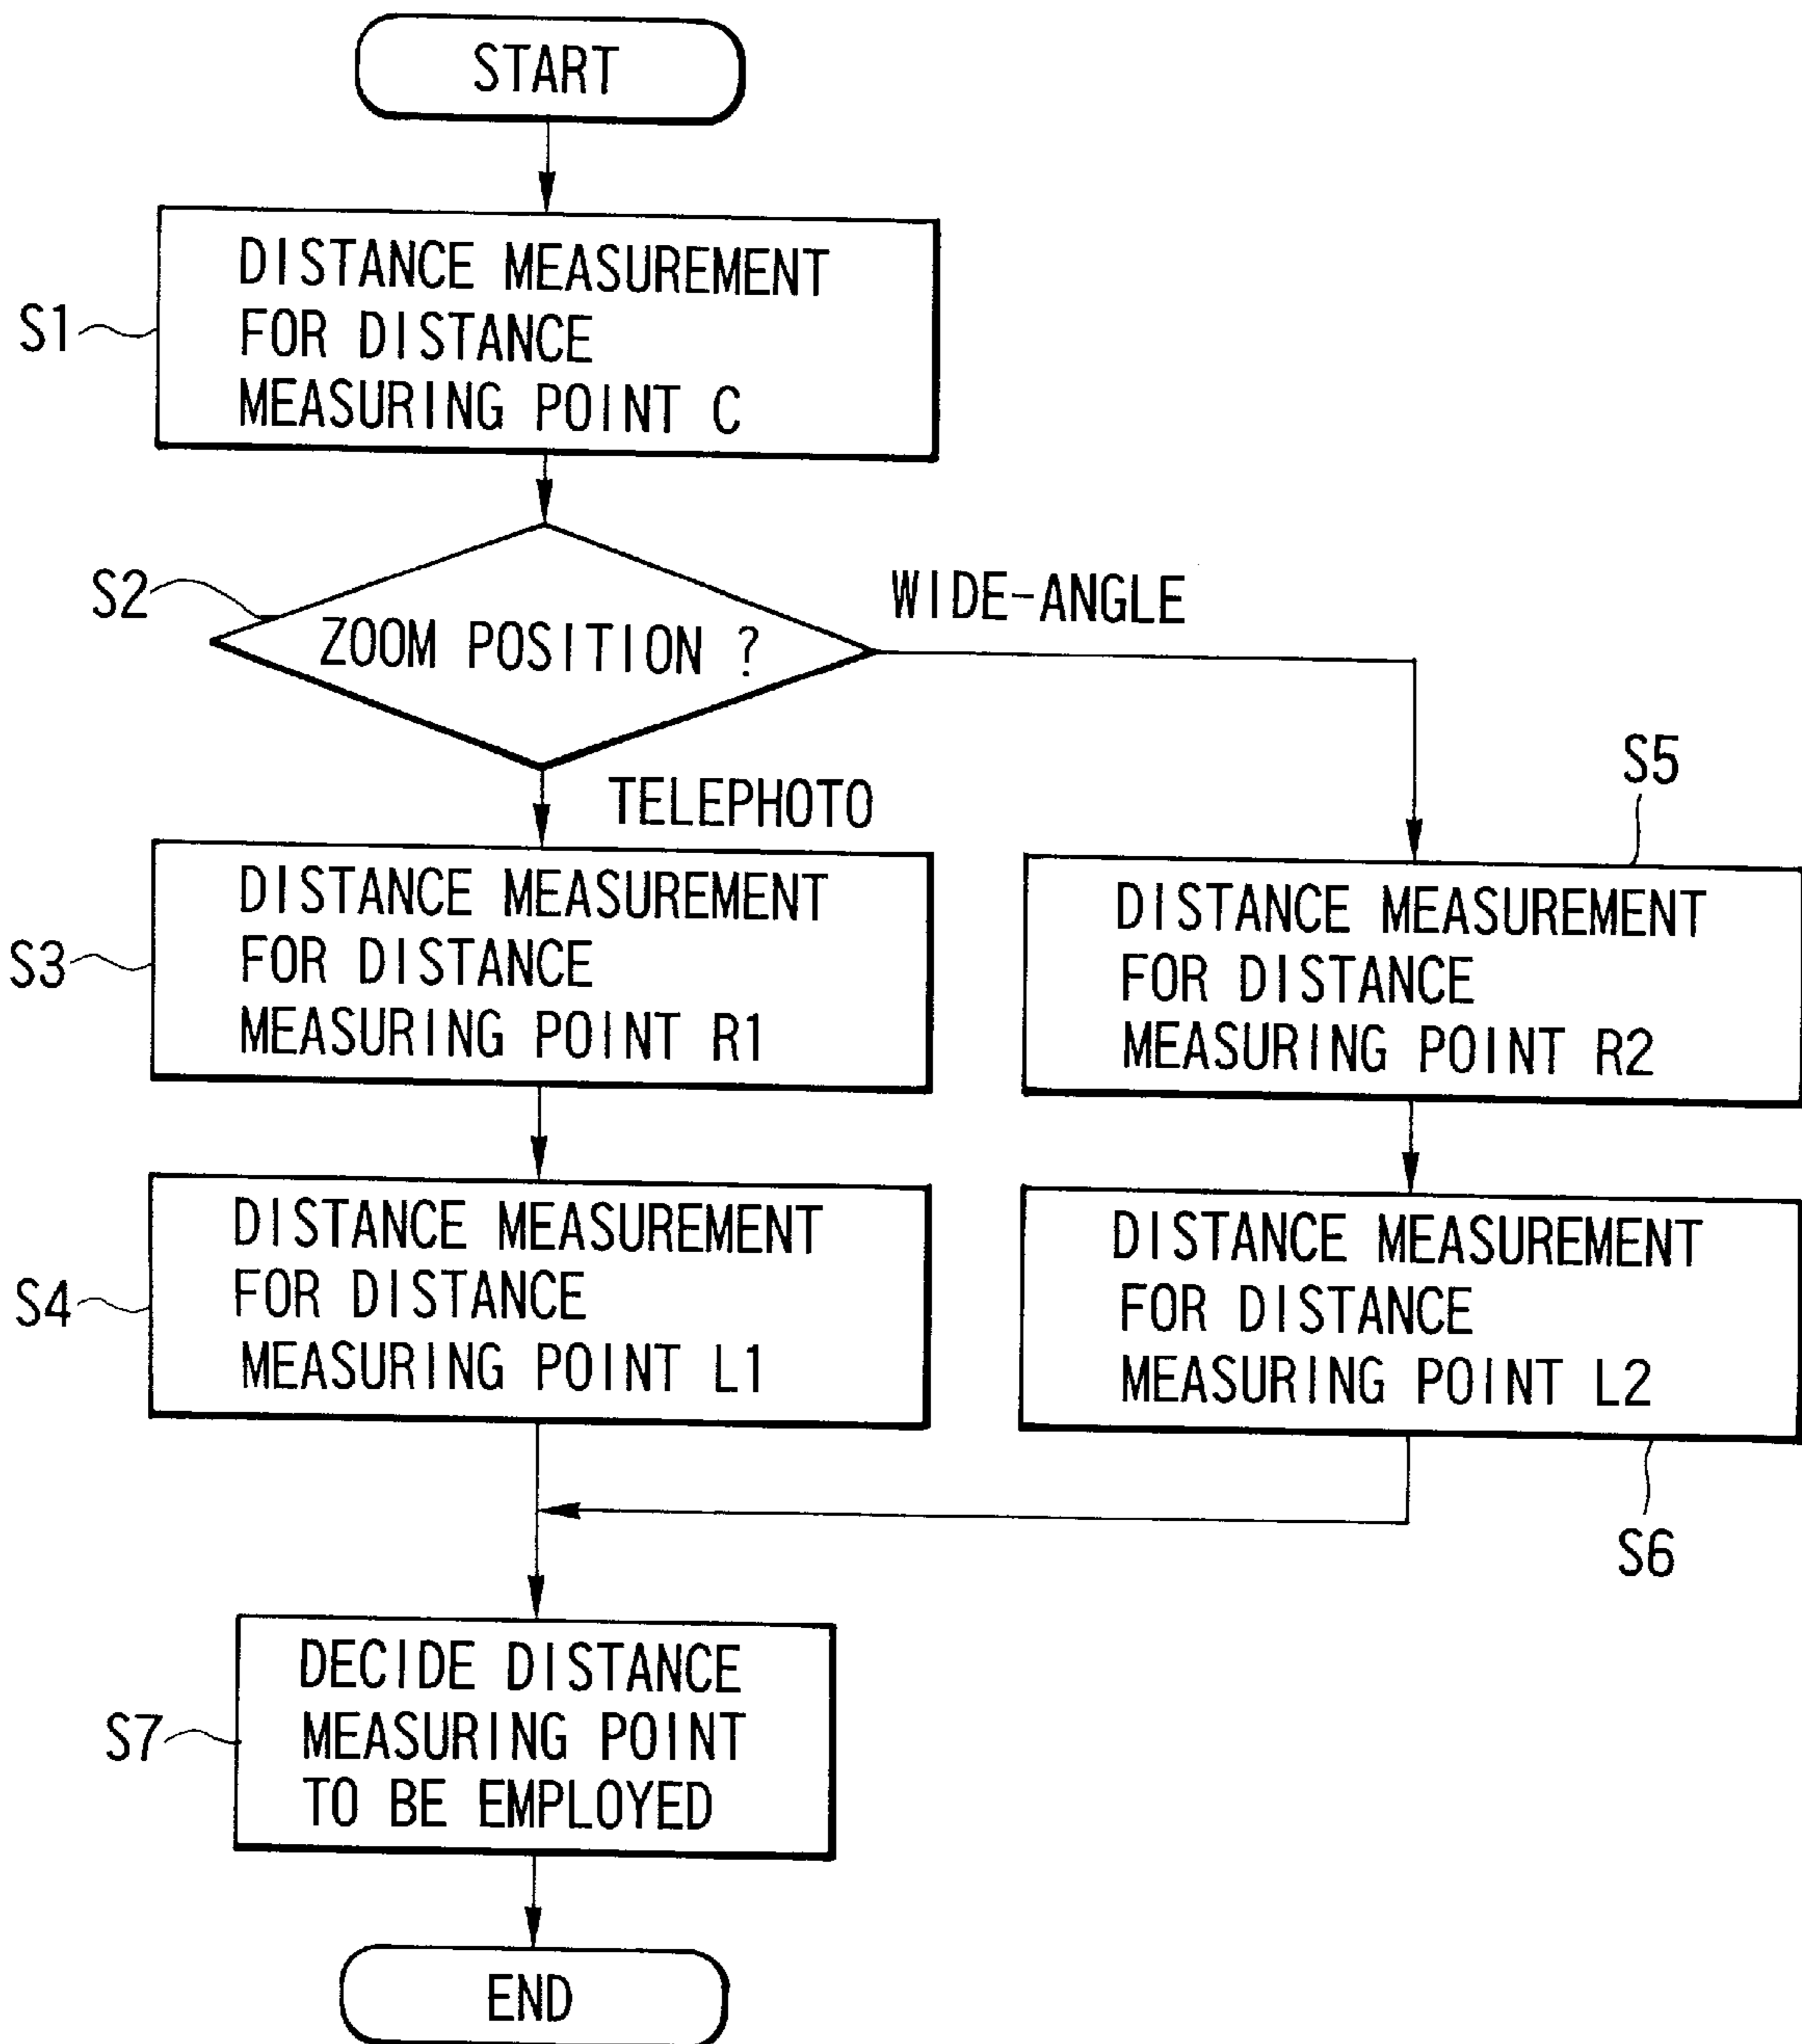 START
S1
DISTANCE MEASUREMENT
FOR DISTANCE
MEASURING POINT C
S2
ZOOM POSITION ?
WIDE-ANGLE
TELEPHOTO
S3
DISTANCE MEASUREMENT
FOR DISTANCE
MEASURING POINT R1
S5
DISTANCE MEASUREMENT
FOR DISTANCE
MEASURING POINT R2
S4
DISTANCE MEASUREMENT
FOR DISTANCE
MEASURING POINT L1
DISTANCE MEASUREMENT
FOR DISTANCE
MEASURING POINT L2
S6
S7
DECIDE DISTANCE
MEASURING POINT
TO BE EMPLOYED
END